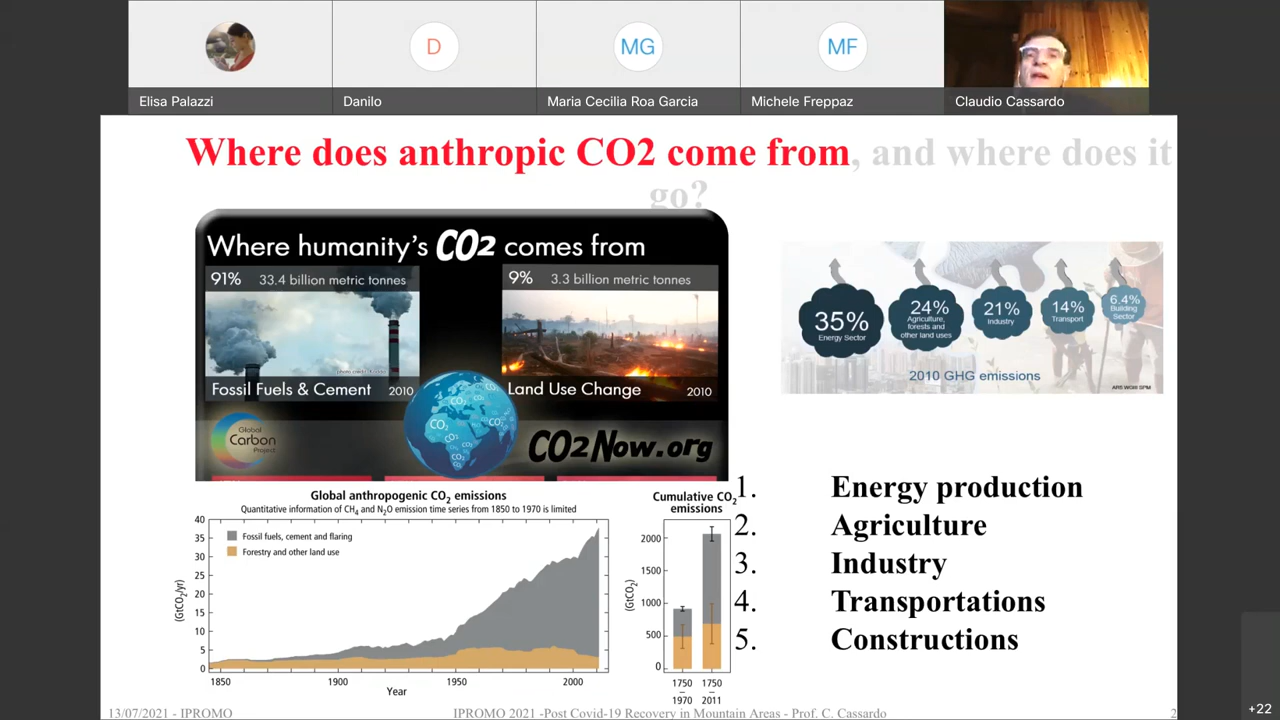 D
MG
MF
Elisa Palazzi
Danilo
Maria Cecilia Roa Garcia
Michele Freppaz
Claudio Cassardo
Where does anthropic CO2 come from, and where does it
go?
Where humanity's CO2 comes from
91% 33.4 billion metric tonnes
9% 3.3 billion metric tonnes
Fossil Fuels & Cement 2010
Land Use Change 2010
Global
Carbon
Project
CO2
CO2Now.org
35%
Energy Sector
24%
Agriculture,
forests and
other land uses
21%
Industry
14%
Transport
6.4%
Building
Sector
2010 GHG emissions
AR5 WGIII SPM
Global anthropogenic CO2 emissions
Quantitative information of CH4 and N2O emission time series from 1850 to 1970 is limited
Fossil fuels, cement and flaring
Forestry and other land use
(GtCO2/yr)
40
35
30
25
20
15
10
5
0
1850 1900 1950 2000
Year
Cumulative CO2
emissions
(GtCO2)
2000
1500
1000
500
0
1750 1750
– –
1970 2011
1. Energy production
2. Agriculture
3. Industry
4. Transportations
5. Constructions
13/07/2021 - IPROMO
IPROMO 2021 -Post Covid-19 Recovery in Mountain Areas - Prof. C. Cassardo
2
+22